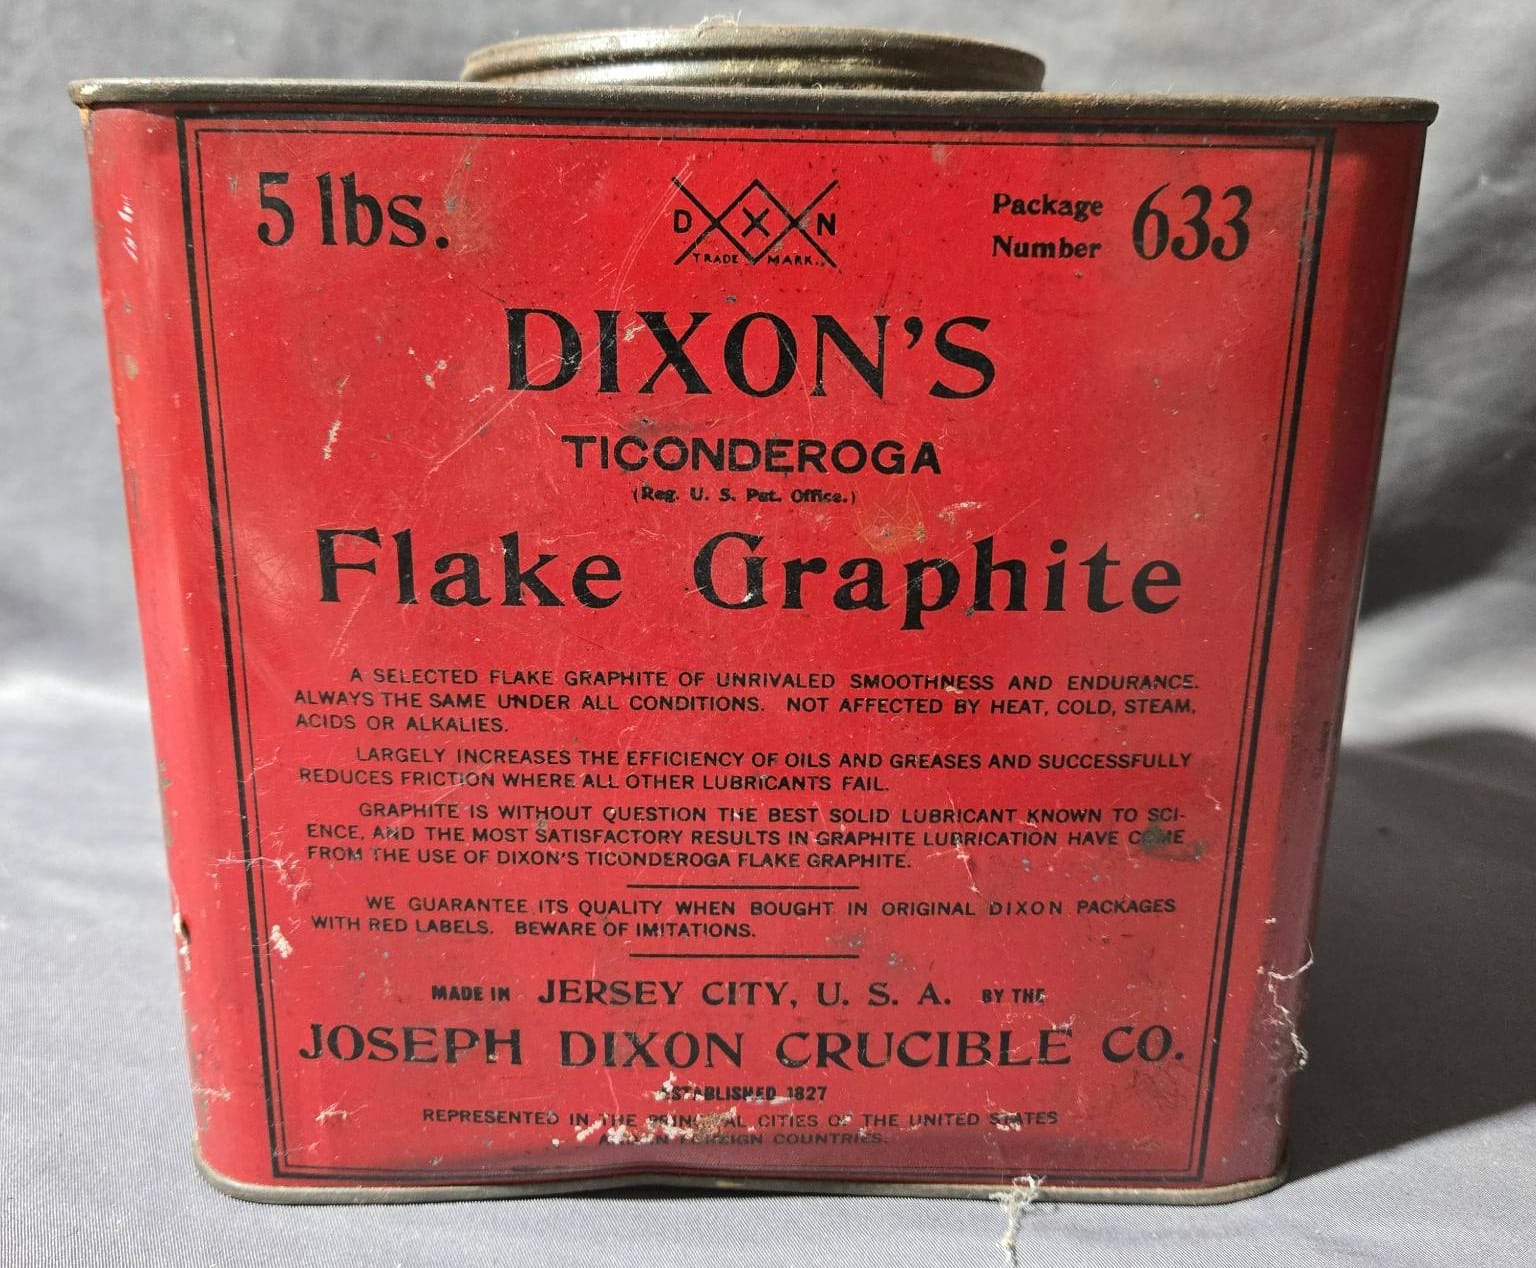 5 lbs.
DIXON
TRADE MARK.
Package
Number 633
DIXON'S
TICONDEROGA
(Reg. U. S. Pat. Office.)
Flake Graphite
A SELECTED FLAKE GRAPHITE OF UNRIVALED SMOOTHNESS AND ENDURANCE.
ALWAYS THE SAME UNDER ALL CONDITIONS. NOT AFFECTED BY HEAT, COLD, STEAM,
ACIDS OR ALKALIES.
LARGELY INCREASES THE EFFICIENCY OF OILS AND GREASES AND SUCCESSFULLY
REDUCES FRICTION WHERE ALL OTHER LUBRICANTS FAIL.
GRAPHITE IS WITHOUT QUESTION THE BEST SOLID LUBRICANT KNOWN TO SCI-
ENCE, AND THE MOST SATISFACTORY RESULTS IN GRAPHITE LUBRICATION HAVE COME
FROM THE USE OF DIXON'S TICONDEROGA FLAKE GRAPHITE.
WE GUARANTEE ITS QUALITY WHEN BOUGHT IN ORIGINAL DIXON PACKAGES
WITH RED LABELS. BEWARE OF IMITATIONS.
MADE IN JERSEY CITY, U. S. A. BY THE
JOSEPH DIXON CRUCIBLE CO.
ESTABLISHED 1827
REPRESENTED IN THE PRINCIPAL CITIES OF THE UNITED STATES
AND IN FOREIGN COUNTRIES.